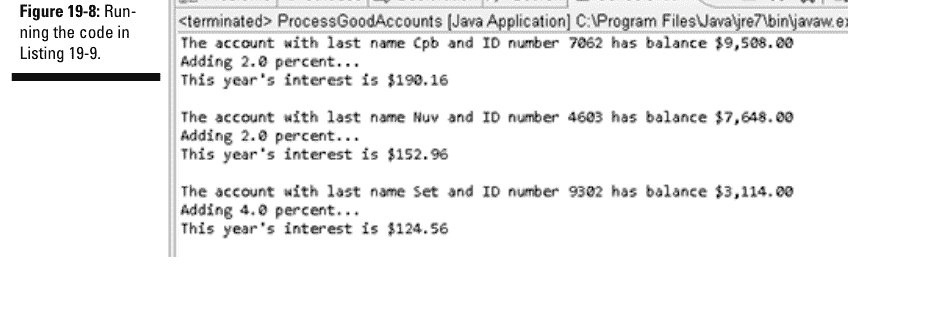 Figure 19-8: Run-
ning the code in
Listing 19-9.
<terminated> ProcessGoodAccounts [Java Application] C:\Program Files\Java\jre7\bin\javaw.e
The account with last name Cpb and ID number 7062 has balance $9,508.00
Adding 2.0 percent...
This year's interest is $190.16
The account with last name Nuv and ID number 4603 has balance $7,648.00
Adding 2.0 percent...
This year's interest is $152.96
The account with last name Set and ID number 9302 has balance $3,114.00
Adding 4.0 percent...
This year's interest is $124.56